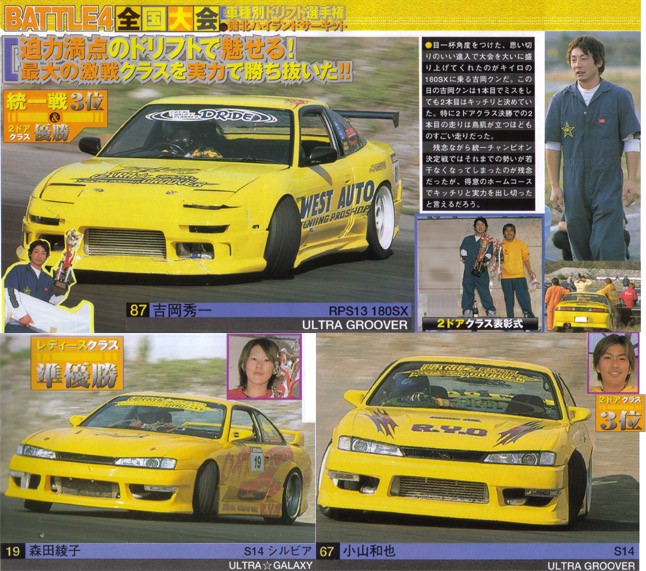 BATTLE4全国大会
車種別ドリフト選手権
備北ハイランドサーキット
迫力満点のドリフトで魅せる!
最大の激戦クラスを実力で勝ち抜いた!!
統一戦3位
&
2ドアクラス優勝
DRIDE
WEST AUTO
TUNING PROSHOP
●目一杯角度をつけた、思い切
りのいい進入で大会を大いに盛
り上げてくれたのがキイロの
180SXに乗る吉岡クンだ。この
日の吉岡クンは1本目でミスをし
ても2本目はキッチリと決めてい
た。特に2ドアクラス決勝での2
本目の走りは鳥肌が立つほども
のすごい走りだった。
残念ながら統一チャンピオン
決定戦ではそれまでの勢いが若
干なくなってしまったのが残念
だったが、得意のホームコース
でキッチリと実力を出し切った
と言えるだろう。
2ドアクラス表彰式
87 吉岡秀一
RPS13 180SX
ULTRA GROOVER
レディースクラス
準優勝
19
19 森田綾子
S14 シルビア
ULTRA☆GALAXY
2ドアクラス
3位
R.Y.O
67 小山和也
S14
ULTRA GROOVER